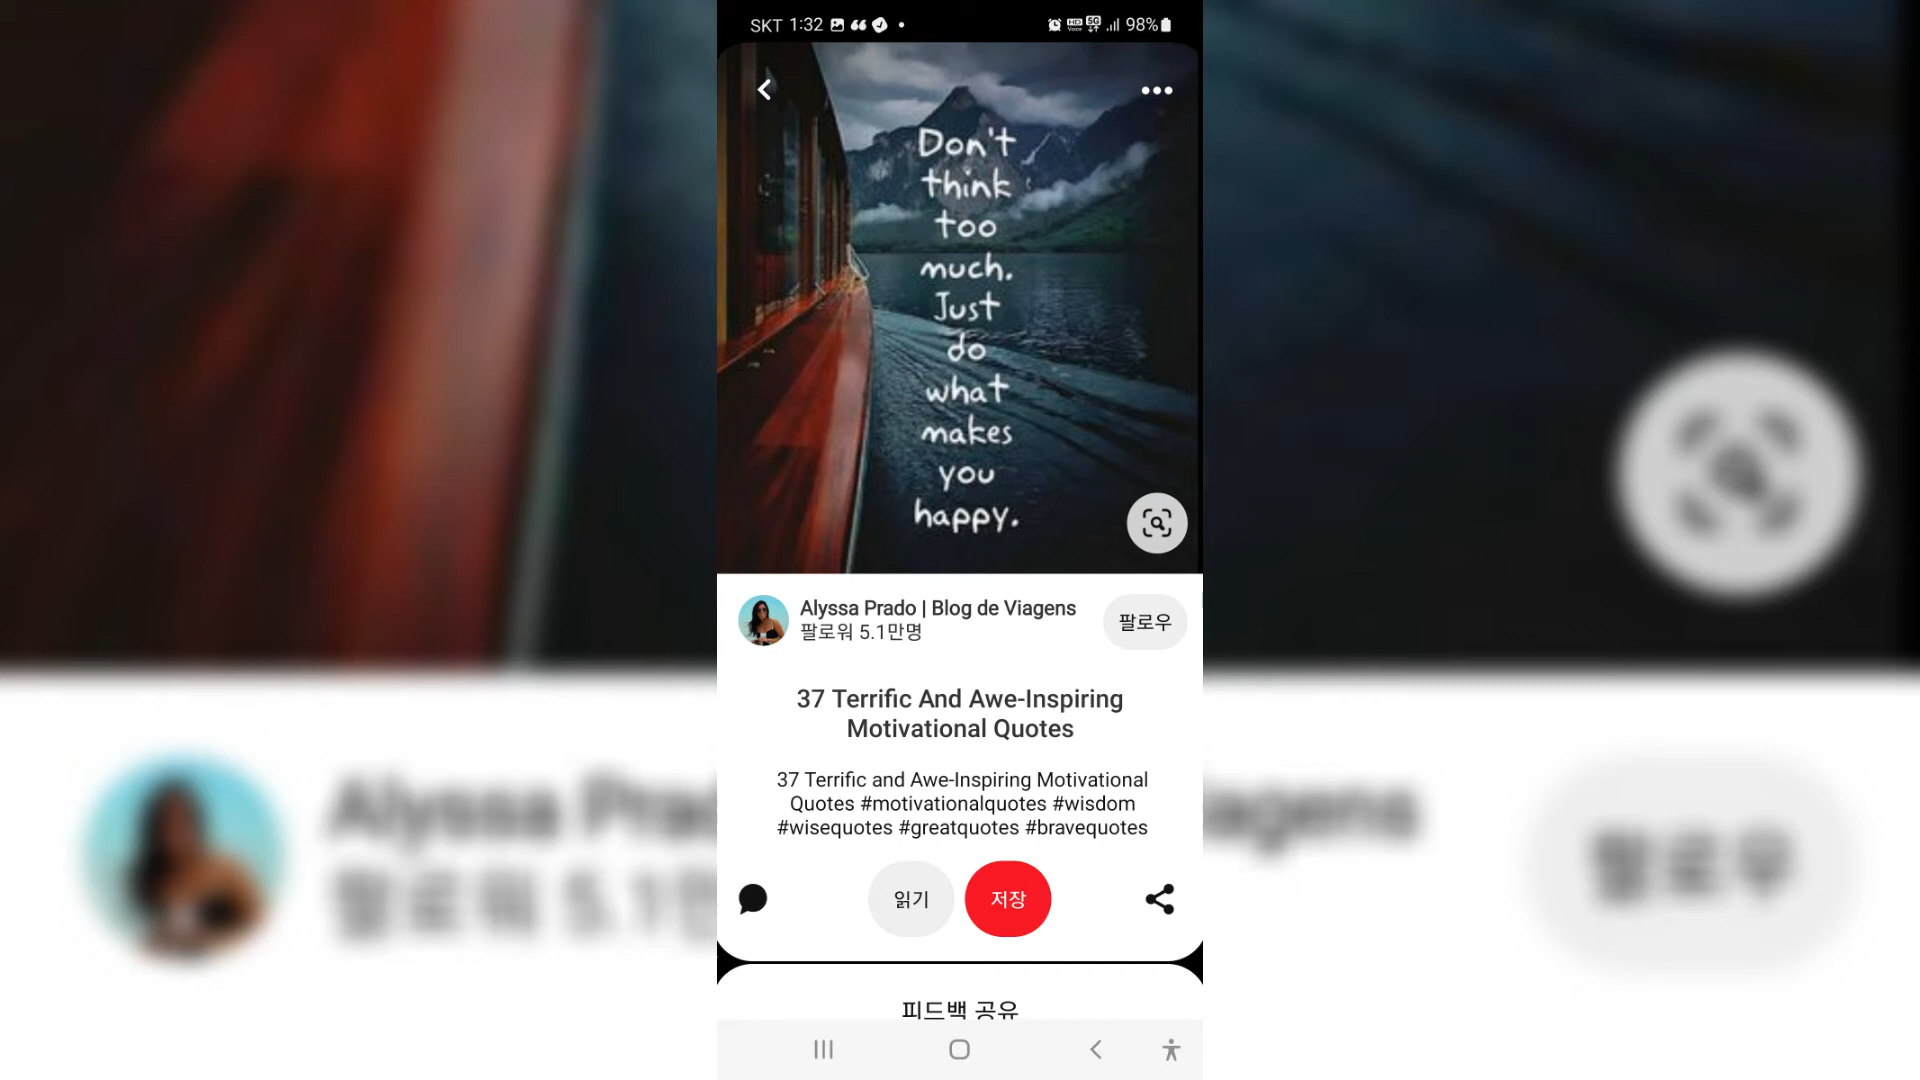 SKT 1:32
98%
Don't
think
too
much.
Just
do
what
makes
you
happy.
Alyssa Prado | Blog de Viagens
팔로워 5.1만명
팔로우
37 Terrific And Awe-Inspiring
Motivational Quotes
37 Terrific and Awe-Inspiring Motivational
Quotes #motivationalquotes #wisdom
#wisequotes #greatquotes #bravequotes
읽기
저장
피드백 공유